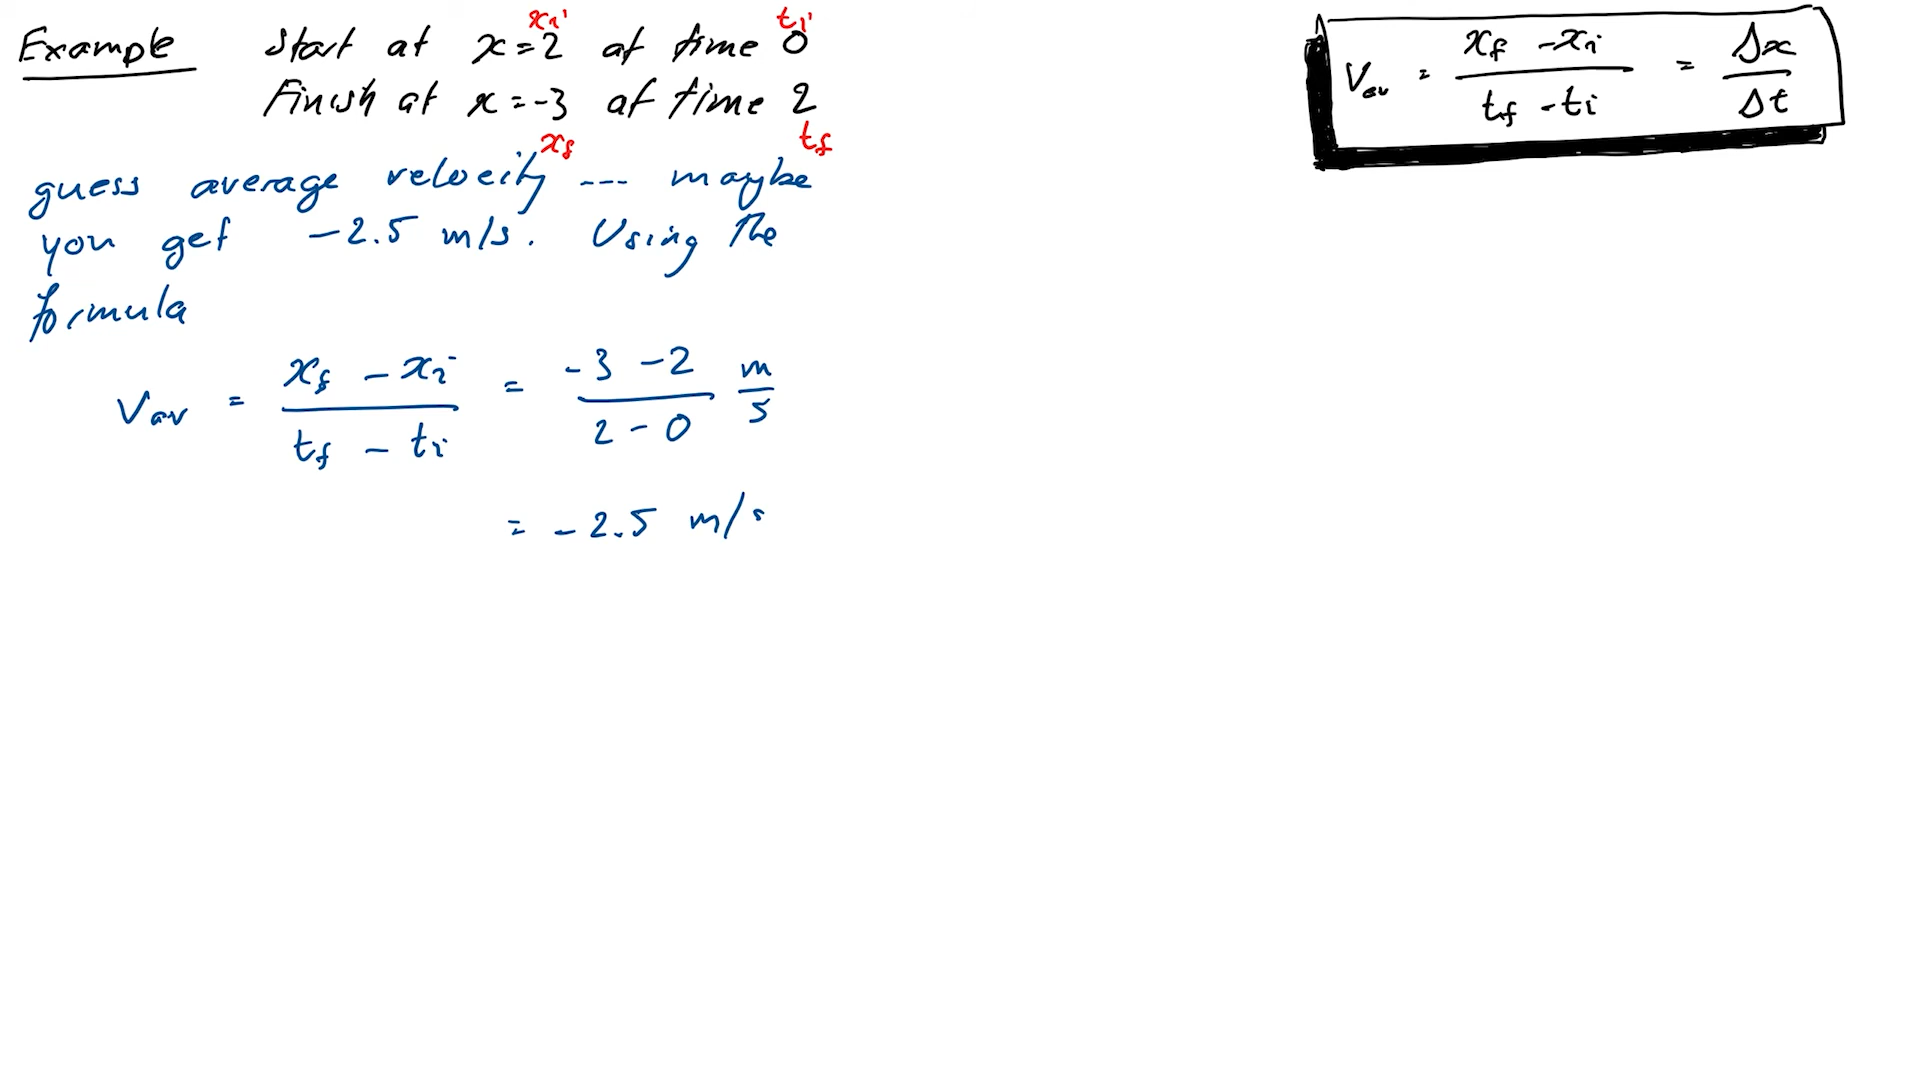 xi ti
Example Start at x=2 at time 0
Finish at x=-3 at time 2
xf tf
guess average velocity --- maybe
you get -2.5 m/s. Using the
formula
Vav = xf - xi / tf - ti = -3 -2 / 2 - 0 m/s
= -2.5 m/s
Vav = xf - xi / tf - ti = Δx / Δt